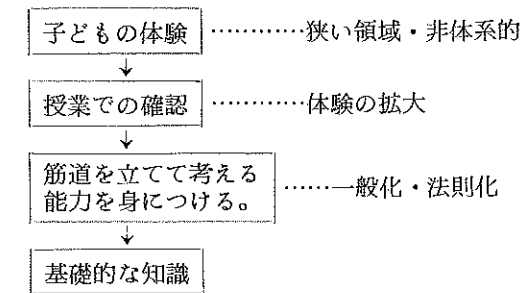 子どもの体験 …………狭い領域・非体系的
↓
授業での確認 …………体験の拡大
↓
筋道を立てて考える
能力を身につける。 ……一般化・法則化
↓
基礎的な知識